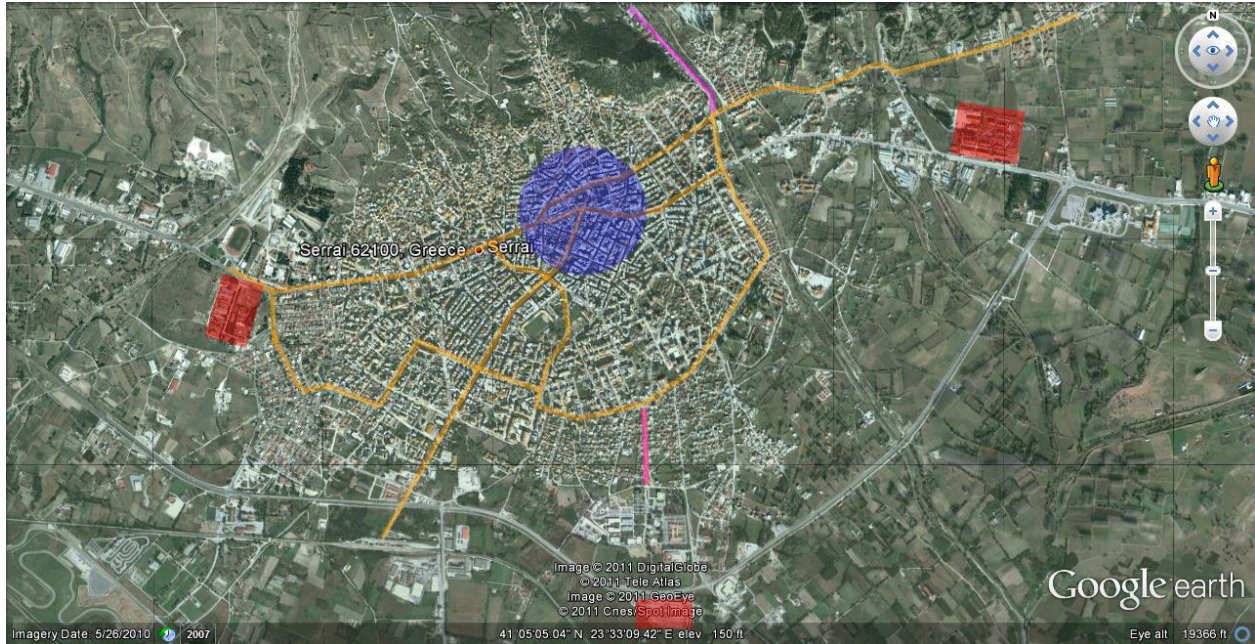 N
Serrai 62100, Greece
Serrai
Image © 2011 DigitalGlobe
© 2011 Tele Atlas
Image © 2011 GeoEye
© 2011 Cnes/Spot Image
Google earth
Imagery Date: 5/26/2010
2007
41°05'05.04" N 23°33'09.42" E elev 150 ft
Eye alt 19366 ft